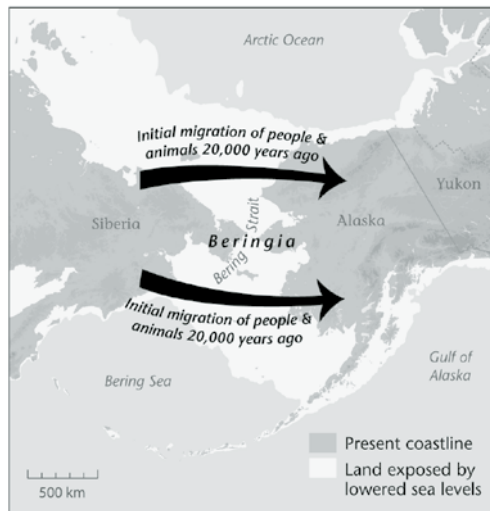 Arctic Ocean
Initial migration of people &
animals 20,000 years ago
Yukon
Siberia
Alaska
Beringia
Bering Strait
Initial migration of people &
animals 20,000 years ago
Gulf of
Alaska
Bering Sea
Present coastline
Land exposed by
lowered sea levels
500 km